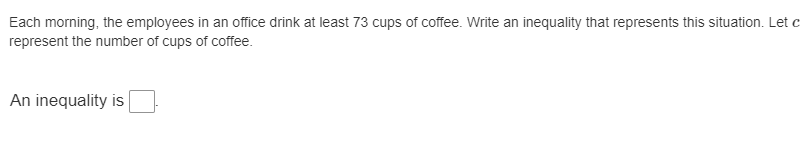 Each morning, the employees in an office drink at least 73 cups of coffee. Write an inequality that represents this situation. Let c
represent the number of cups of coffee.
An inequality is .